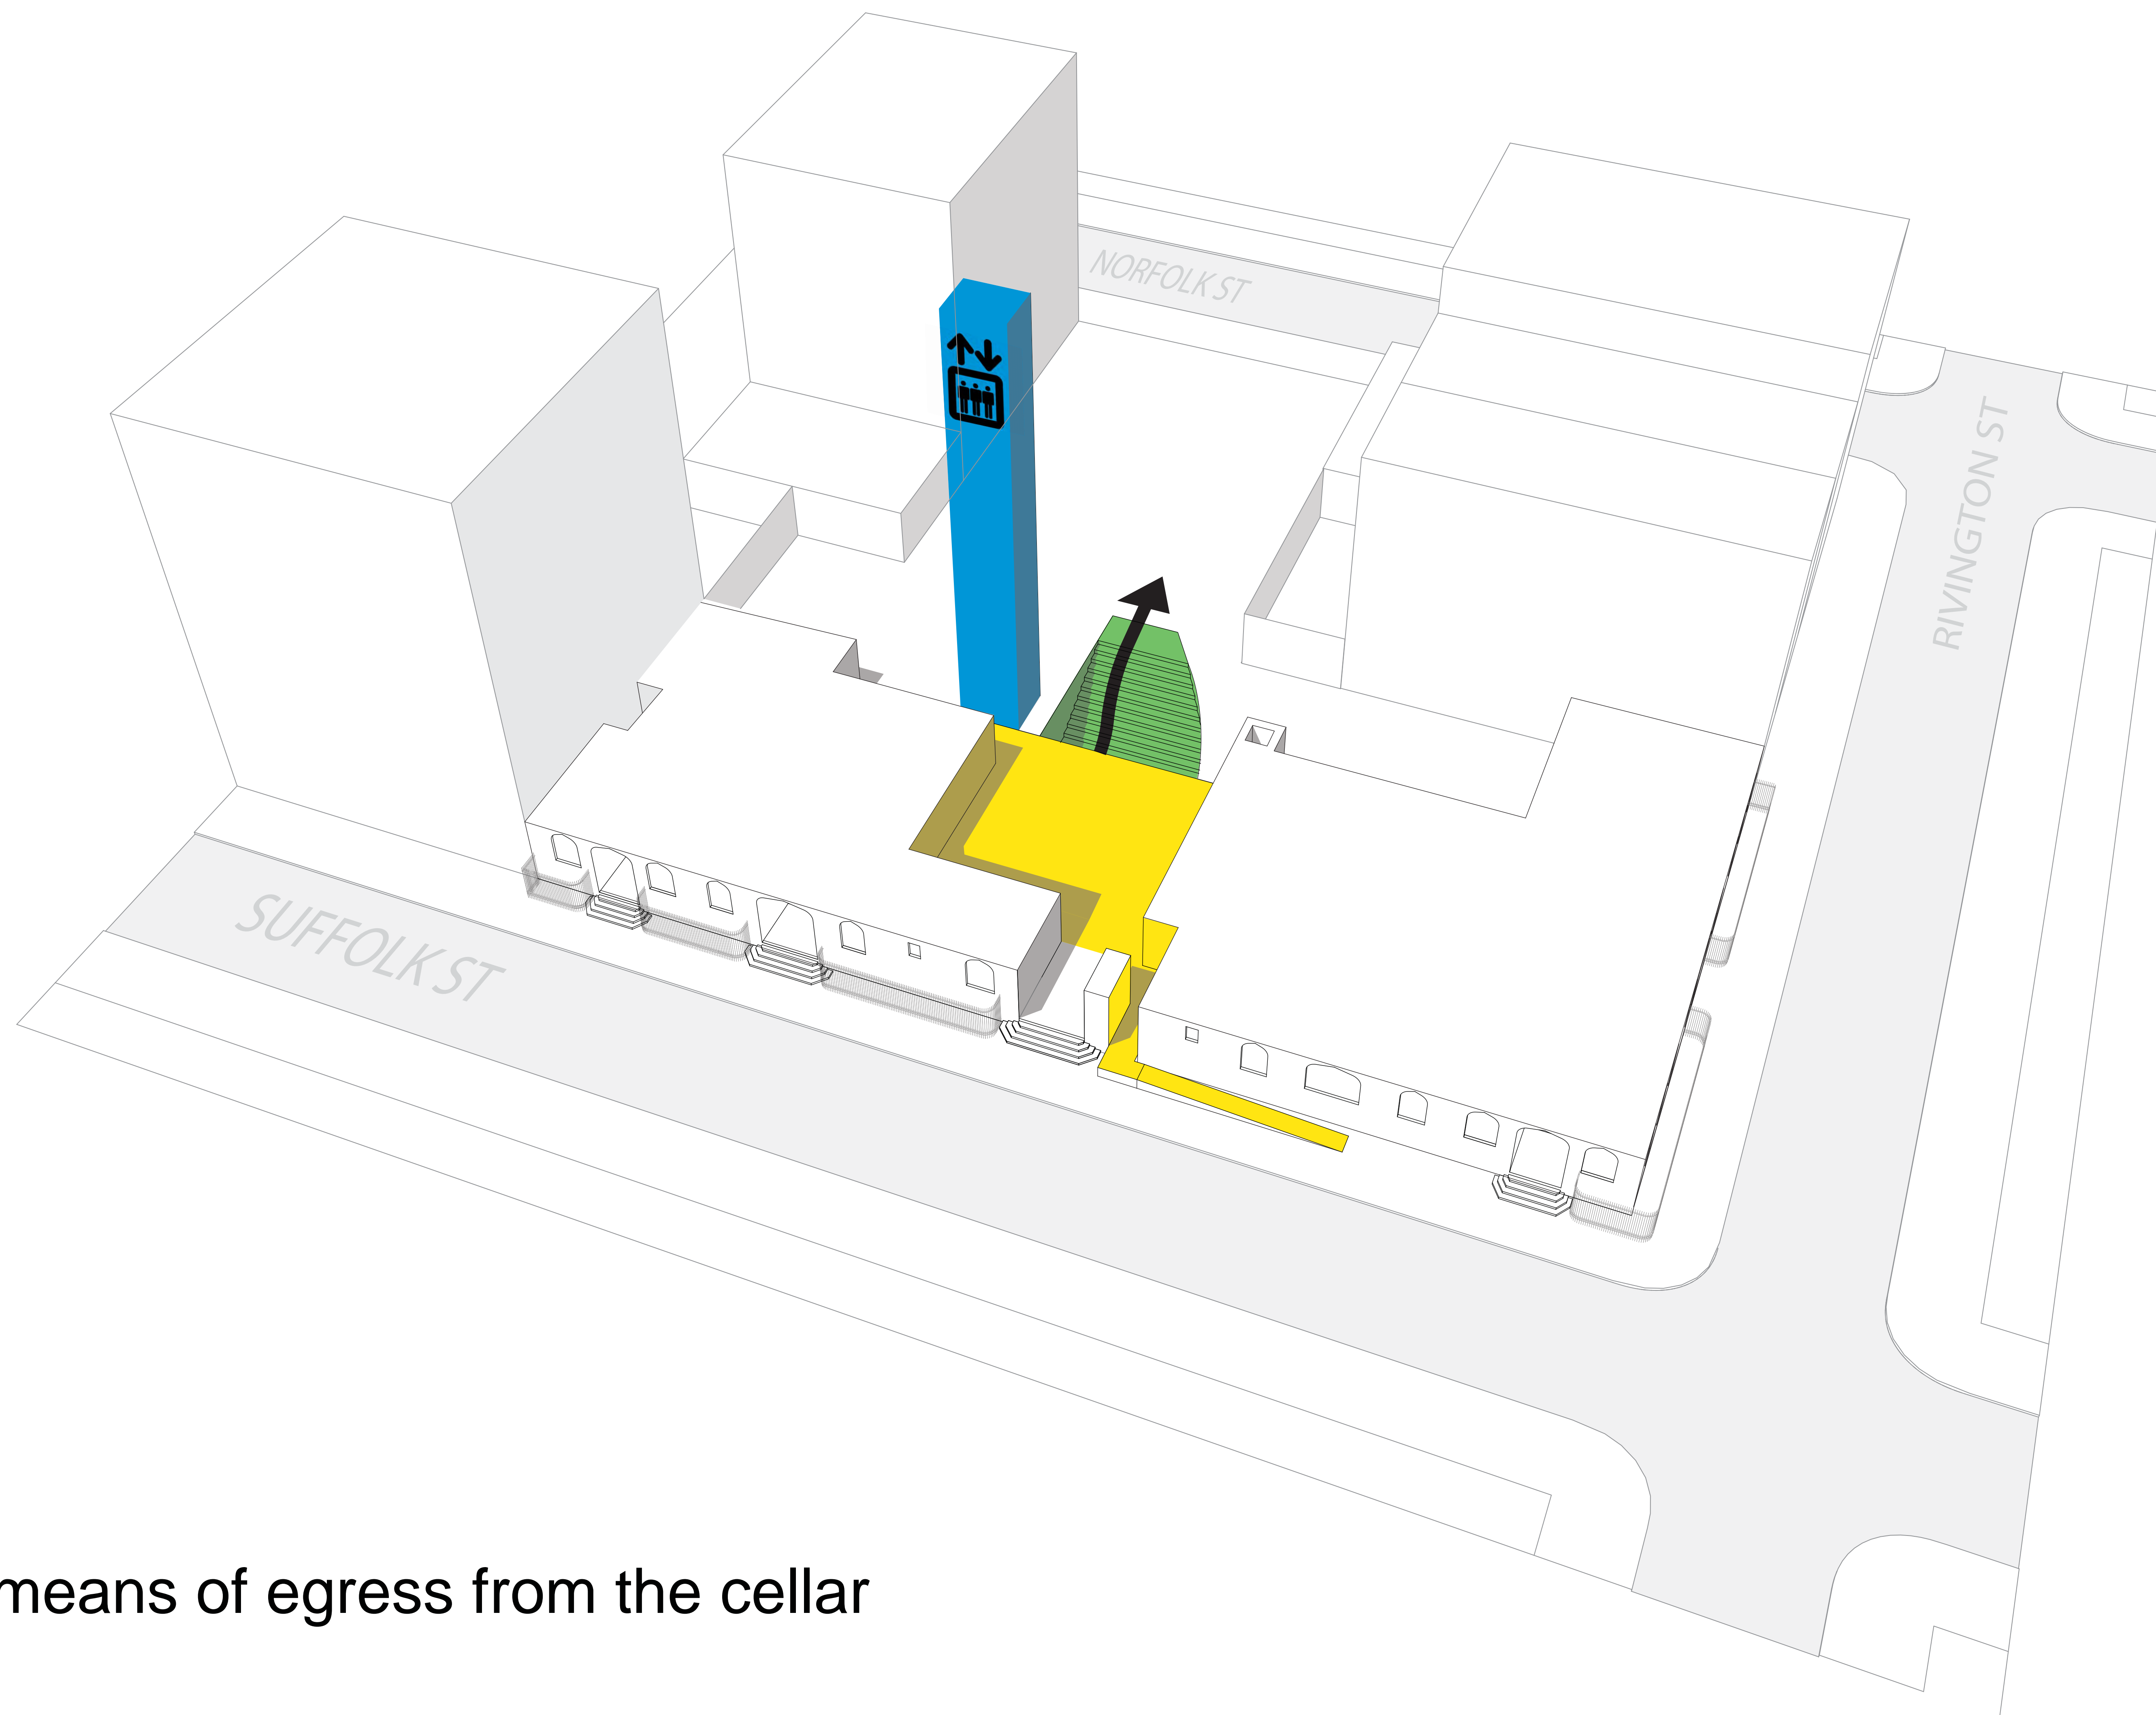 NORFOLK ST
RIVINGTON ST
SUFFOLK ST
means of egress from the cellar